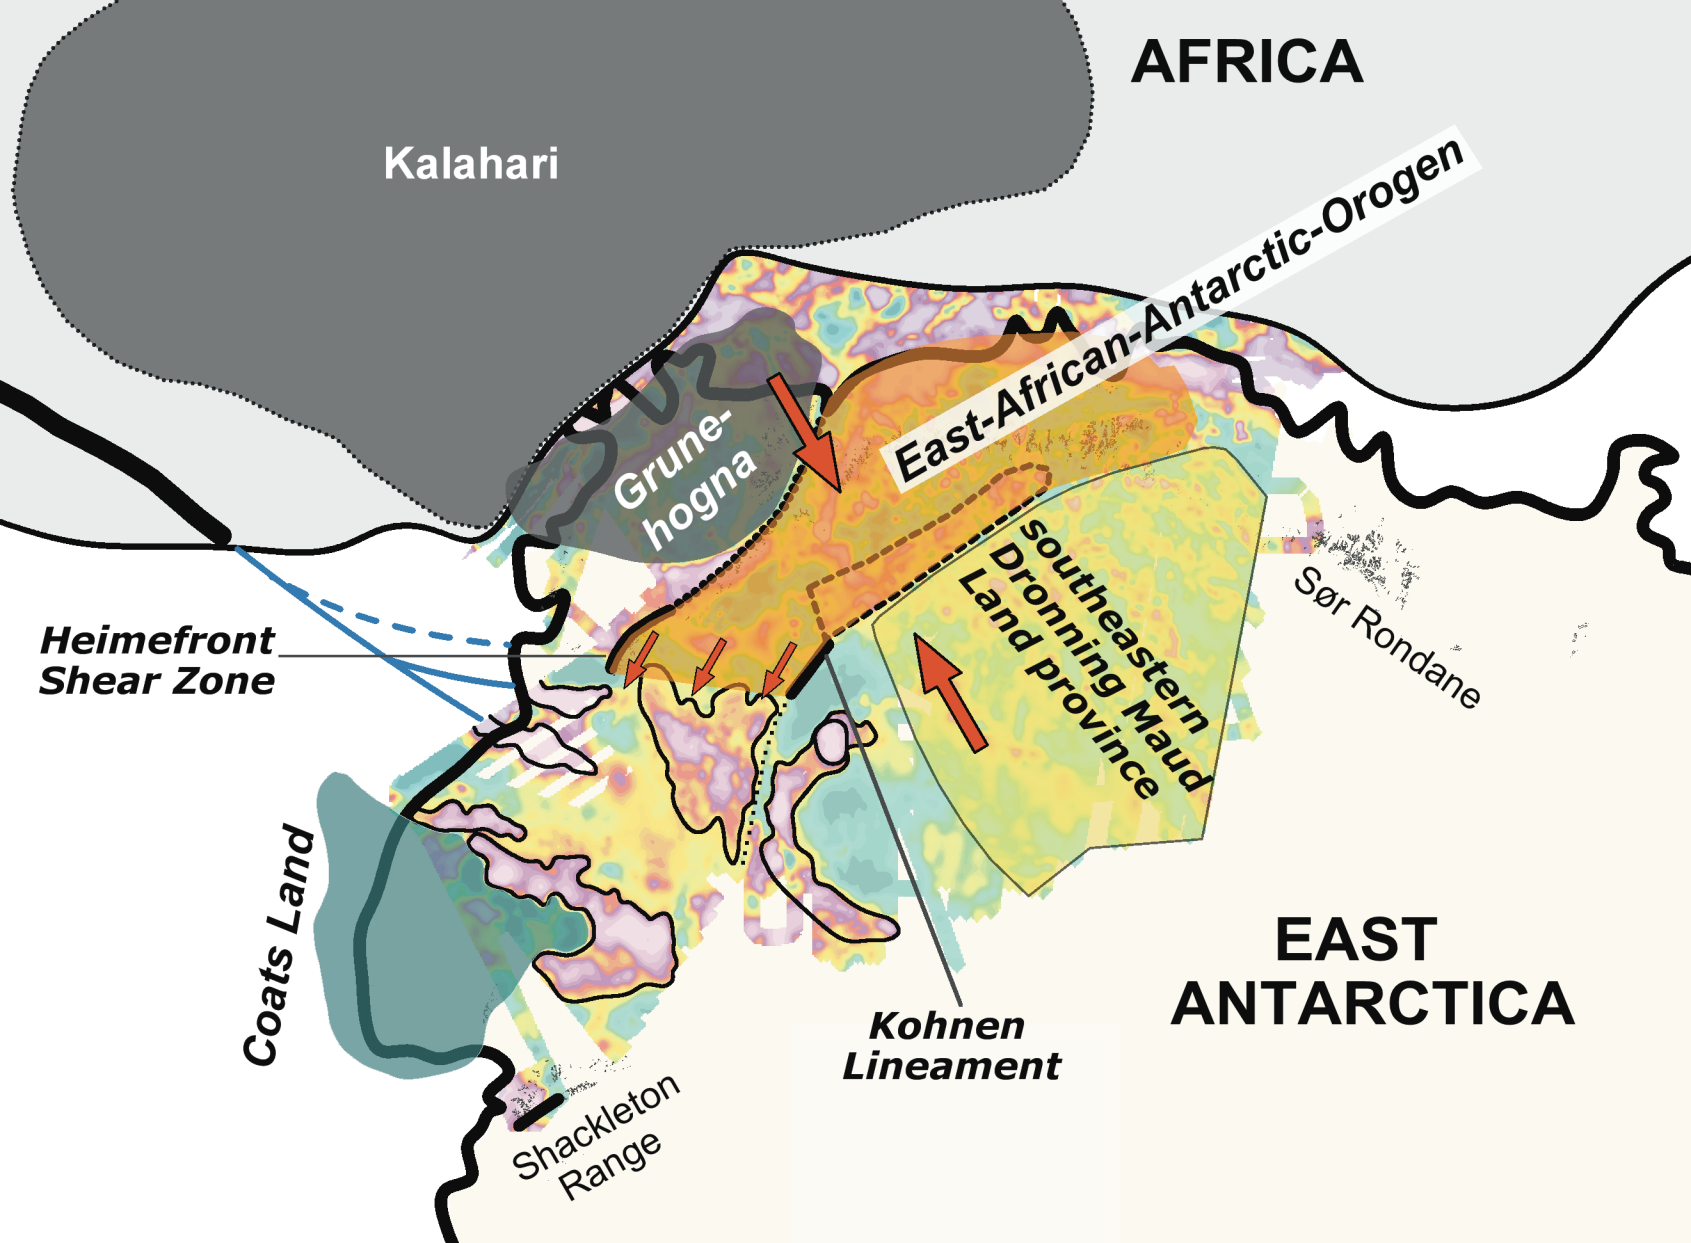 AFRICA
Kalahari
East-African-Antarctic-Orogen
Grune-
hogna
southeastern
Dronning Maud
Land province
Sør Rondane
Heimefront
Shear Zone
Coats Land
EAST
ANTARCTICA
Kohnen
Lineament
Shackleton
Range